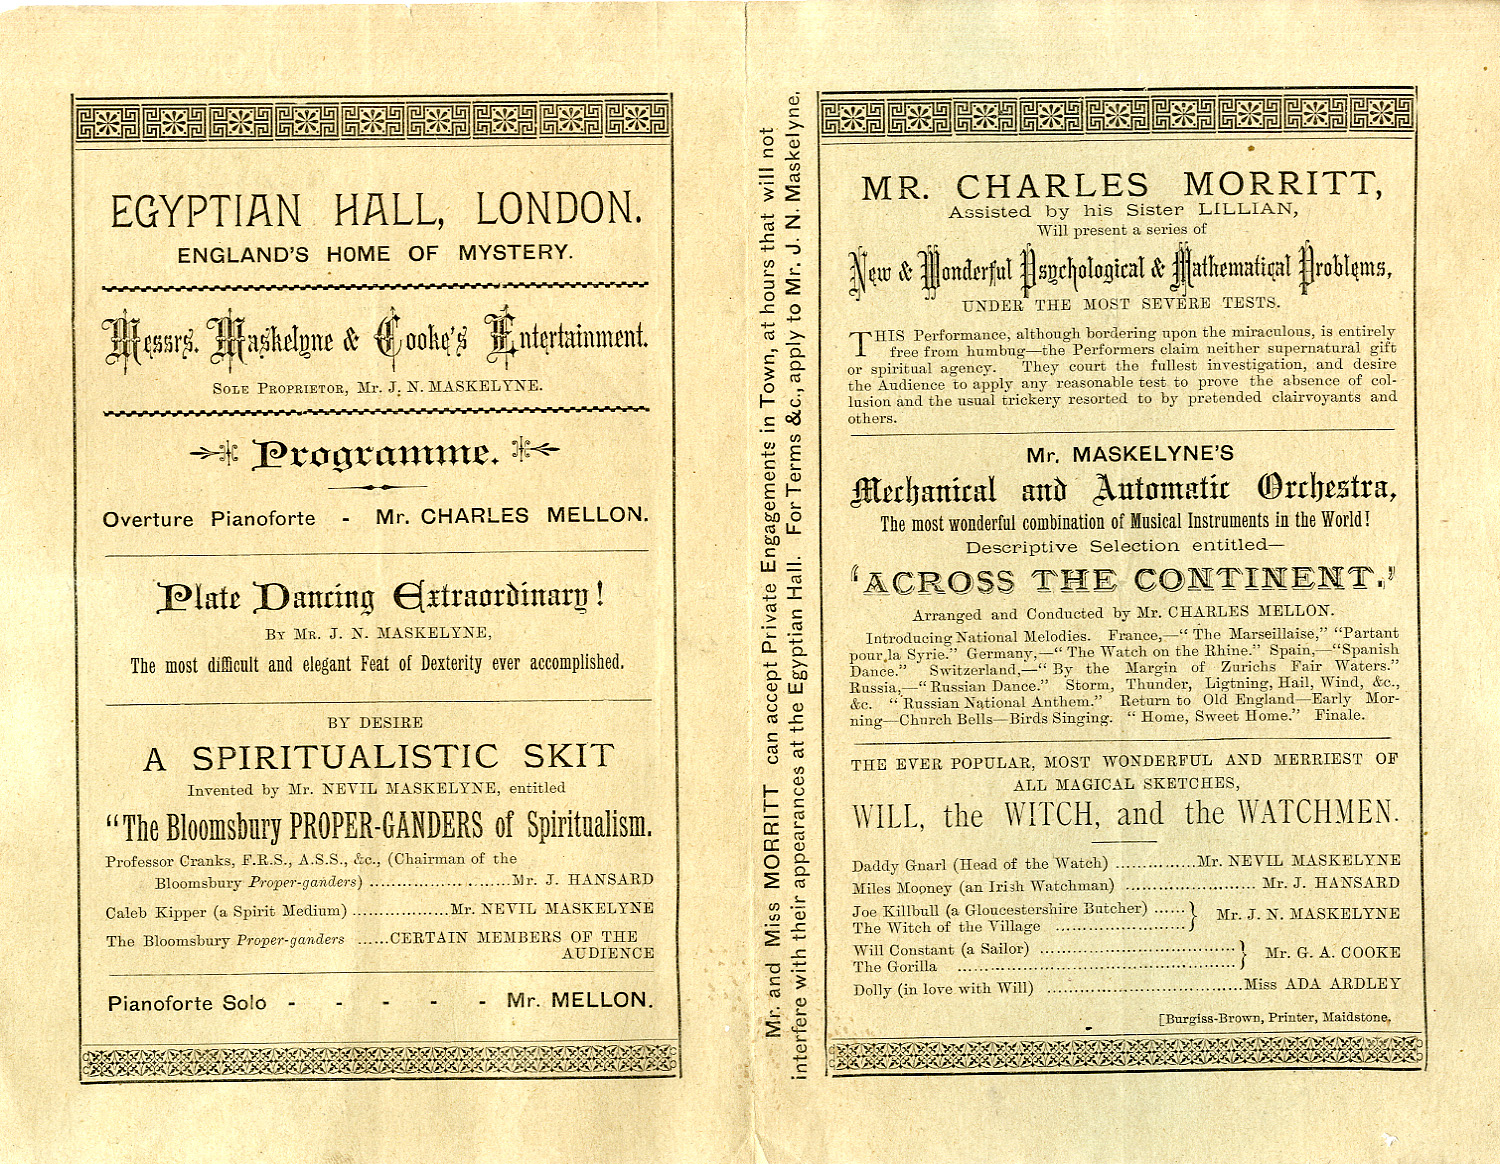 EGYPTIAN HALL, LONDON.
ENGLAND'S HOME OF MYSTERY.
Messrs. Maskelyne & Cooke's Entertainment.
SOLE PROPRIETOR, MR. J. N. MASKELYNE.
Programme.
Overture Pianoforte - Mr. CHARLES MELLON.
Plate Dancing Extraordinary!
BY MR. J. N. MASKELYNE,
The most difficult and elegant Feat of Dexterity ever accomplished.
BY DESIRE
A SPIRITUALISTIC SKIT
Invented by Mr. NEVIL MASKELYNE, entitled
"The Bloomsbury PROPER-GANDERS of Spiritualism.
Professor Cranks, F.R.S., A.S.S., &c., (Chairman of the
Bloomsbury Proper-ganders) ........................Mr. J. HANSARD
Caleb Kipper (a Spirit Medium) .................Mr. NEVIL MASKELYNE
The Bloomsbury Proper-ganders ......CERTAIN MEMBERS OF THE
AUDIENCE
Pianoforte Solo - - - - - Mr. MELLON.
Mr. and Miss MORRITT can accept Private Engagements in Town, at hours that will not
interfere with their appearances at the Egyptian Hall. For Terms &c., apply to Mr. J. N. Maskelyne.
MR. CHARLES MORRITT,
Assisted by his Sister LILLIAN,
Will present a series of
New & Wonderful Psychological & Mathematical Problems,
UNDER THE MOST SEVERE TESTS.
THIS Performance, although bordering upon the miraculous, is entirely
free from humbug—the Performers claim neither supernatural gift
or spiritual agency. They court the fullest investigation, and desire
the Audience to apply any reasonable test to prove the absence of col-
lusion and the usual trickery resorted to by pretended clairvoyants and
others.
Mr. MASKELYNE'S
Mechanical and Automatic Orchestra,
The most wonderful combination of Musical Instruments in the World!
Descriptive Selection entitled—
'ACROSS THE CONTINENT.'
Arranged and Conducted by Mr. CHARLES MELLON.
Introducing National Melodies. France,—"The Marseillaise," "Partant
pour la Syrie." Germany,—"The Watch on the Rhine." Spain,—"Spanish
Dance." Switzerland,—"By the Margin of Zurichs Fair Waters."
Russia,—"Russian Dance." Storm, Thunder, Ligtning, Hail, Wind, &c.,
&c. "Russian National Anthem." Return to Old England—Early Mor-
ning—Church Bells—Birds Singing. "Home, Sweet Home." Finale.
THE EVER POPULAR, MOST WONDERFUL AND MERRIEST OF
ALL MAGICAL SKETCHES,
WILL, the WITCH, and the WATCHMEN.
Daddy Gnarl (Head of the Watch) ..............Mr. NEVIL MASKELYNE
Miles Mooney (an Irish Watchman) ...................... Mr. J. HANSARD
Joe Killbull (a Gloucestershire Butcher) ......} Mr. J. N. MASKELYNE
The Witch of the Village ......................}
Will Constant (a Sailor) .................................} Mr. G. A. COOKE
The Gorilla ..............................................}
Dolly (in love with Will) .................................Miss ADA ARDLEY
[Burgiss-Brown, Printer, Maidstone.